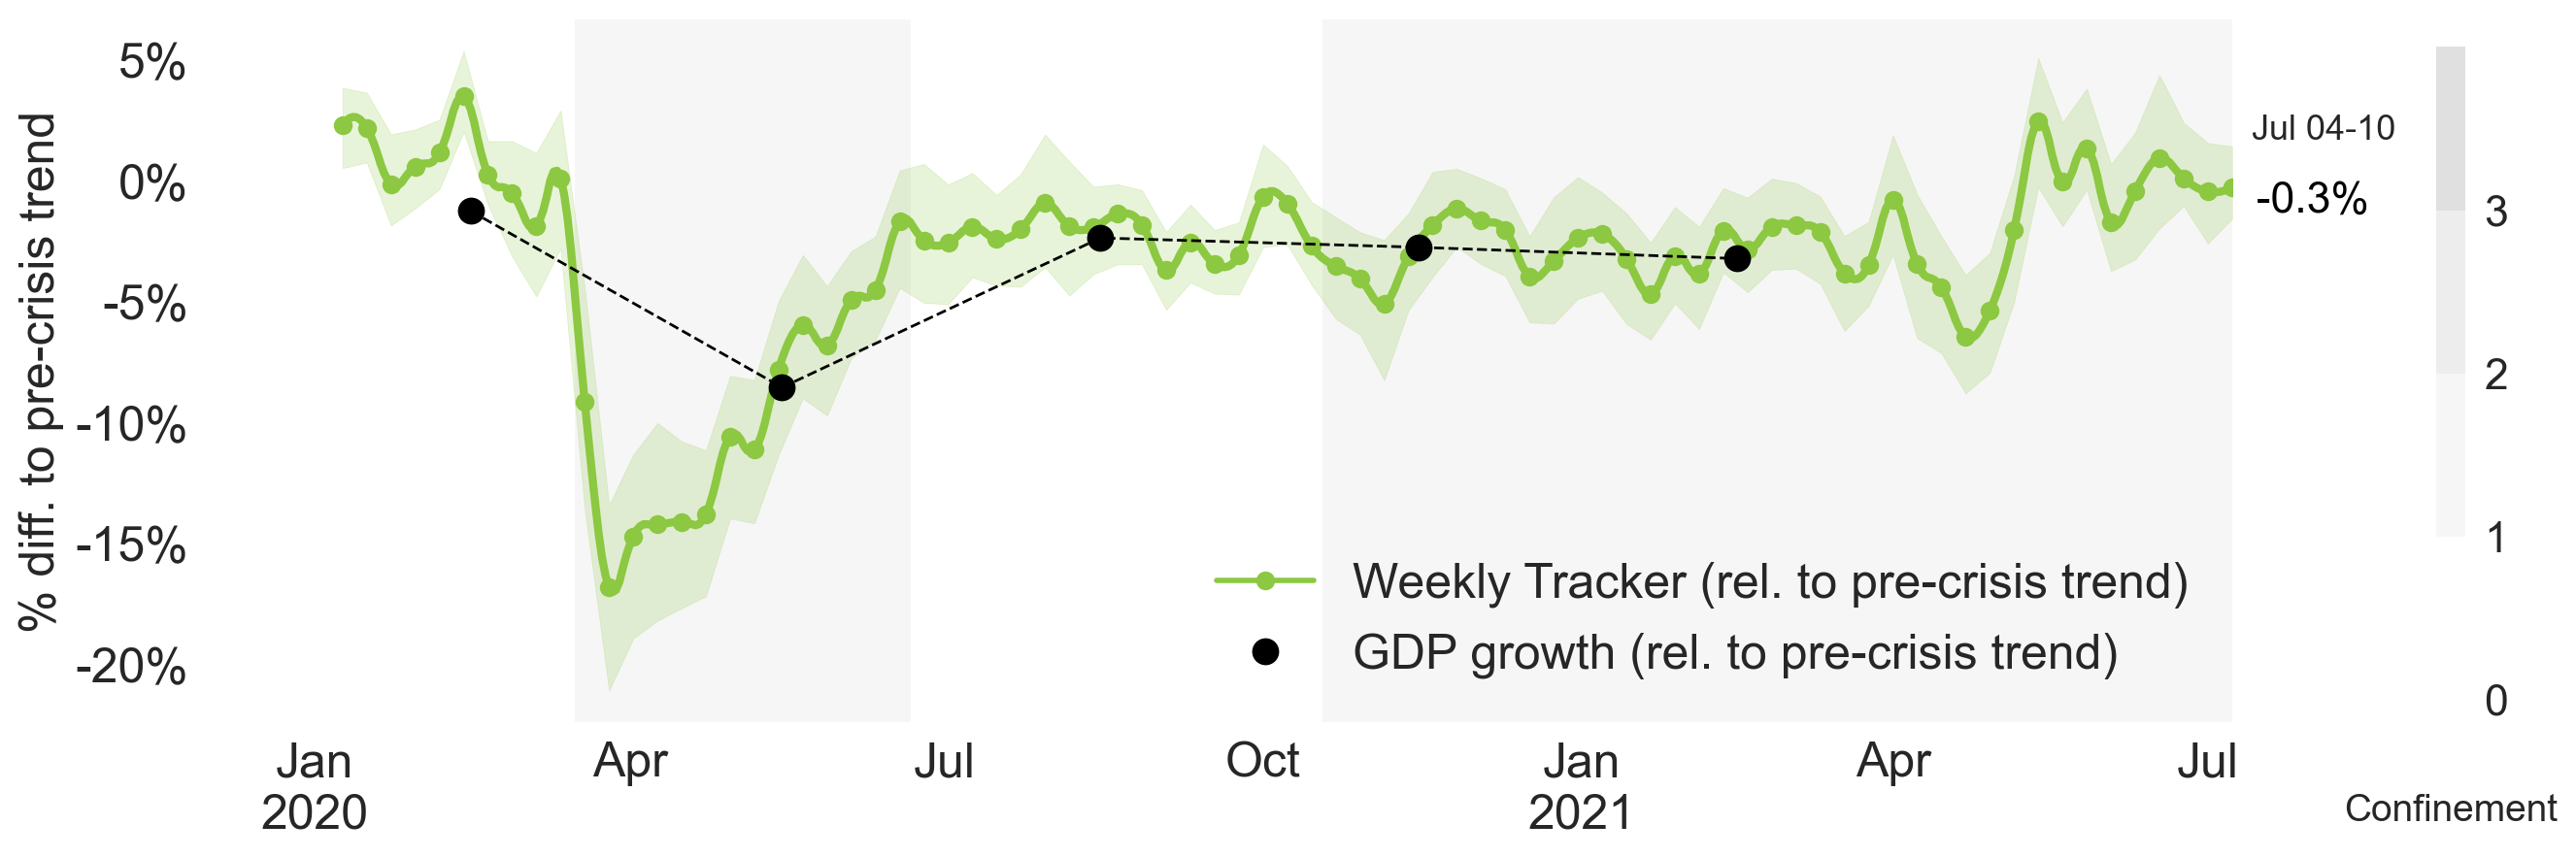 % diff. to pre-crisis trend
5%
0%
-5%
-10%
-15%
-20%
Jan
2020
Apr
Jul
Oct
Jan
2021
Apr
Jul
Weekly Tracker (rel. to pre-crisis trend)
GDP growth (rel. to pre-crisis trend)
Jul 04-10
-0.3%
3
2
1
0
Confinement